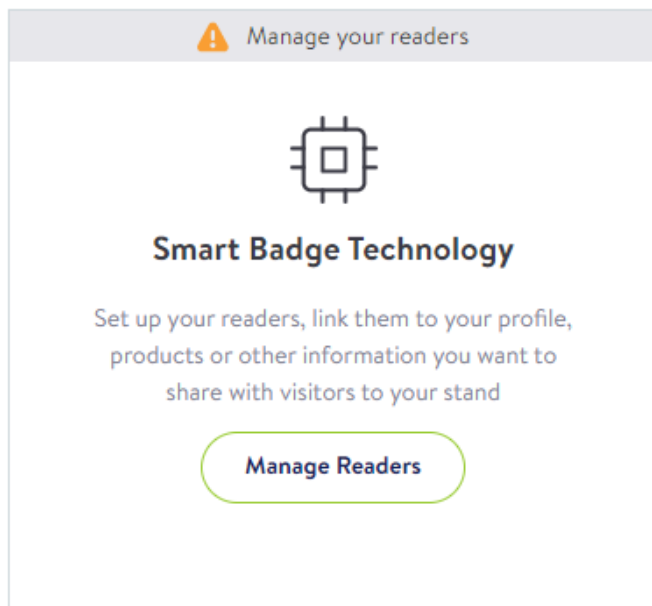 Manage your readers
Smart Badge Technology
Set up your readers, link them to your profile,
products or other information you want to
share with visitors to your stand
Manage Readers